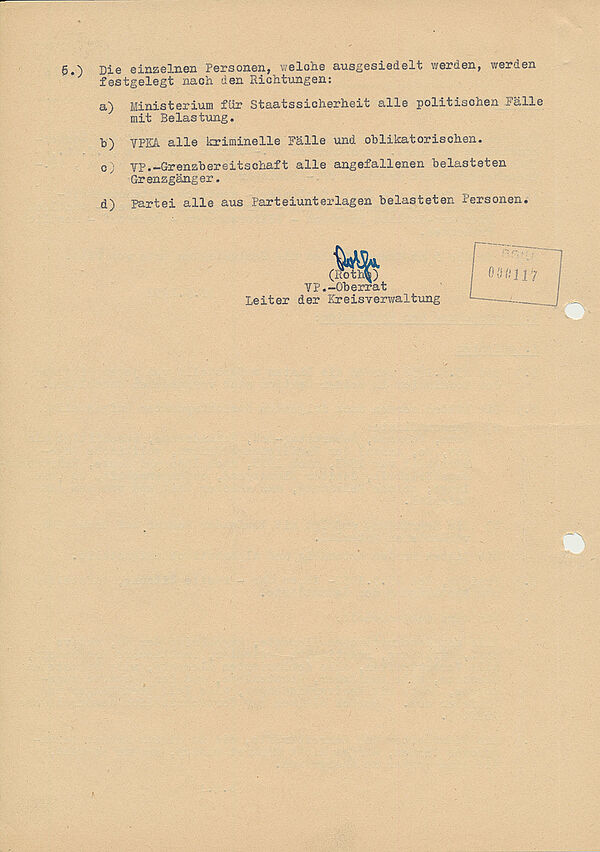 5.) Die einzelnen Personen, welche ausgesiedelt werden, werden
festgelegt nach den Richtungen:
a) Ministerium für Staatssicherheit alle politischen Fälle
mit Belastung.
b) VPKA alle kriminelle Fälle und oblikatorischen.
c) VP.-Grenzbereitschaft alle angefallenen belasteten
Grenzgänger.
d) Partei alle aus Parteiunterlagen belasteten Personen.
(Rothe)
VP.-Oberrat
Leiter der Kreisverwaltung
BStU
000117